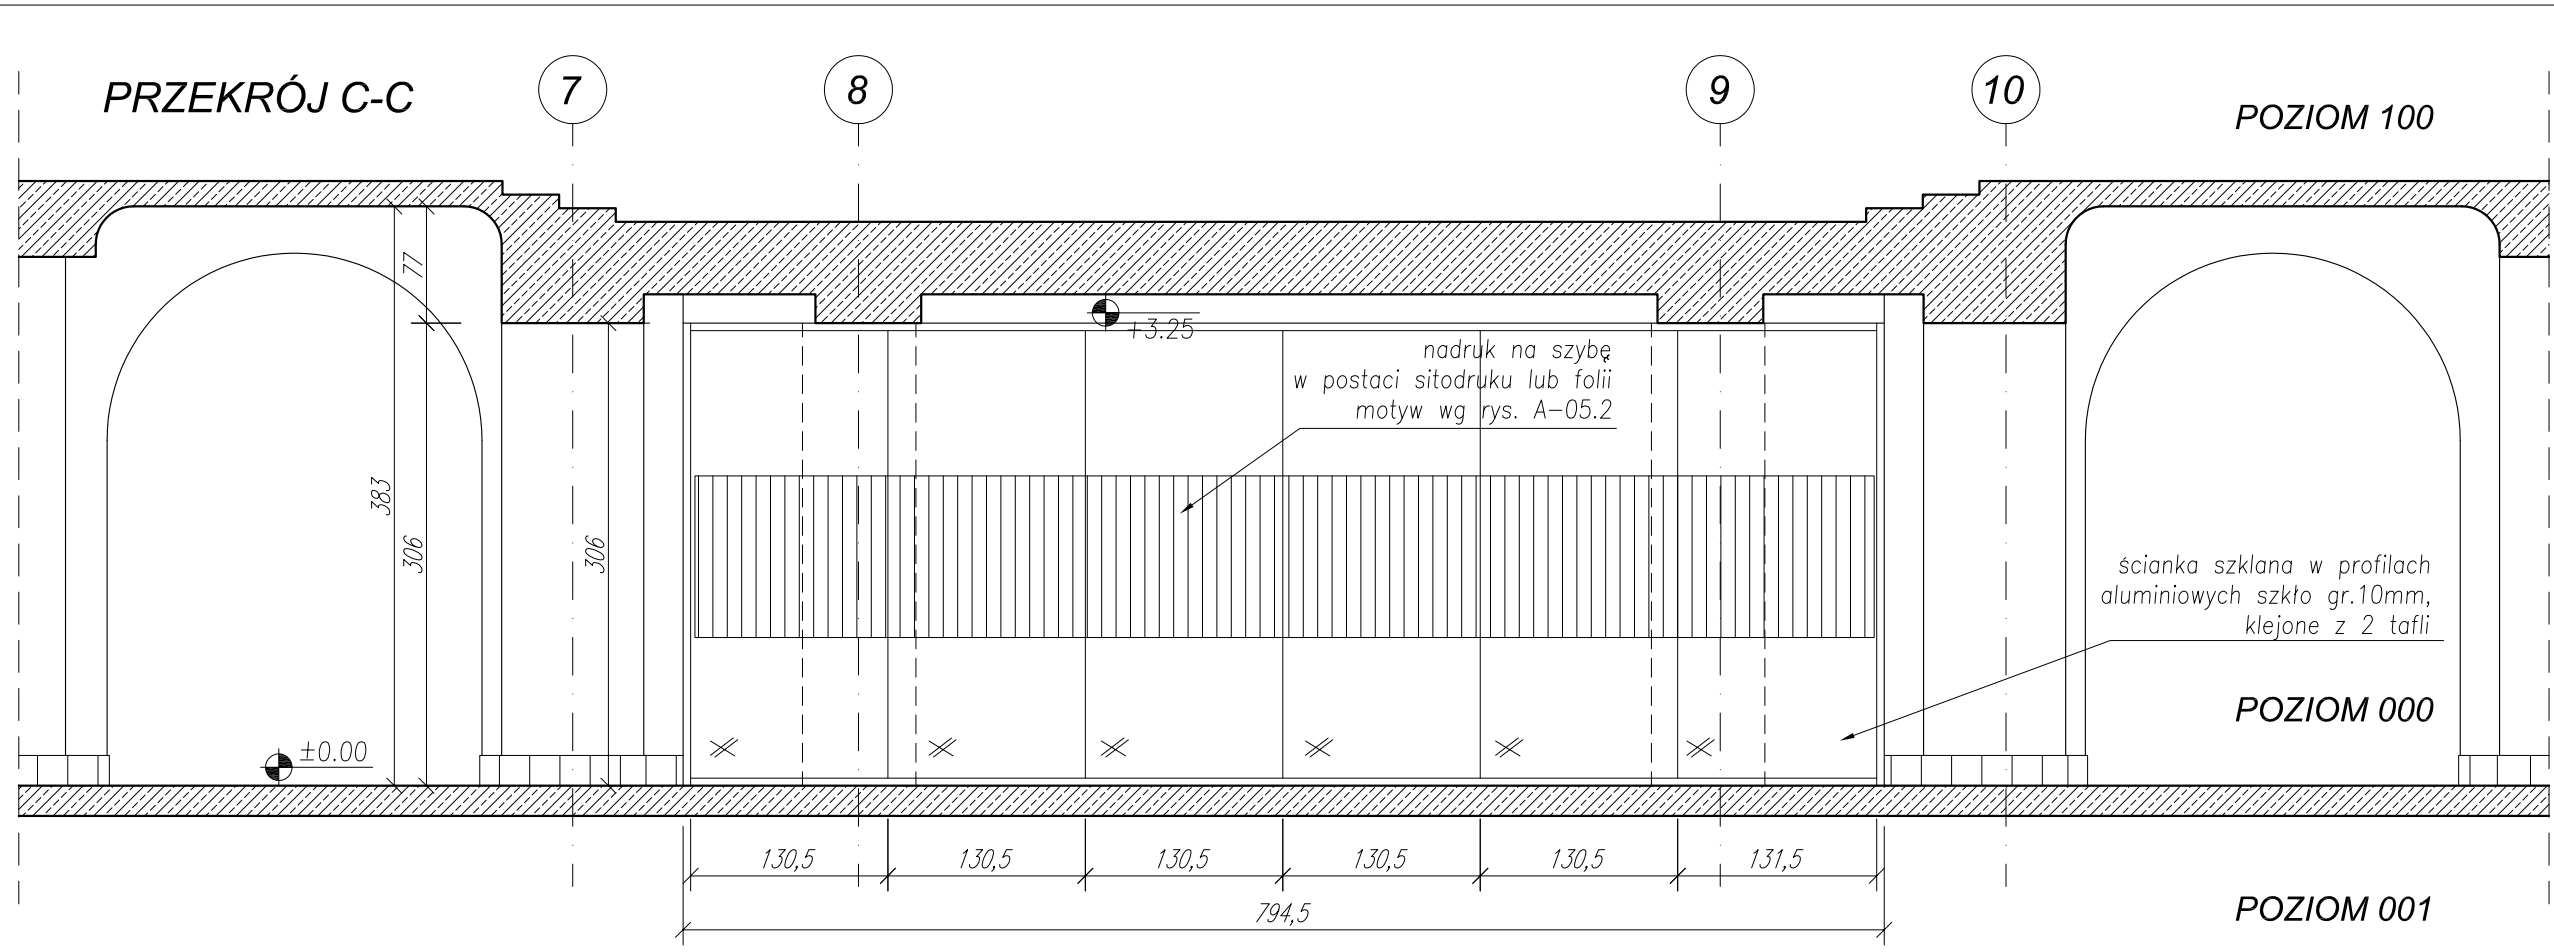 PRZEKRÓJ C-C
7
8
9
10
POZIOM 100
77
+3.25
nadruk na szybę
w postaci sitodruku lub folii
motyw wg rys. A-05.2
383
306
306
ścianka szklana w profilach
aluminiowych szkło gr.10mm,
klejone z 2 tafli
POZIOM 000
±0.00
130,5
130,5
130,5
130,5
130,5
131,5
794,5
POZIOM 001